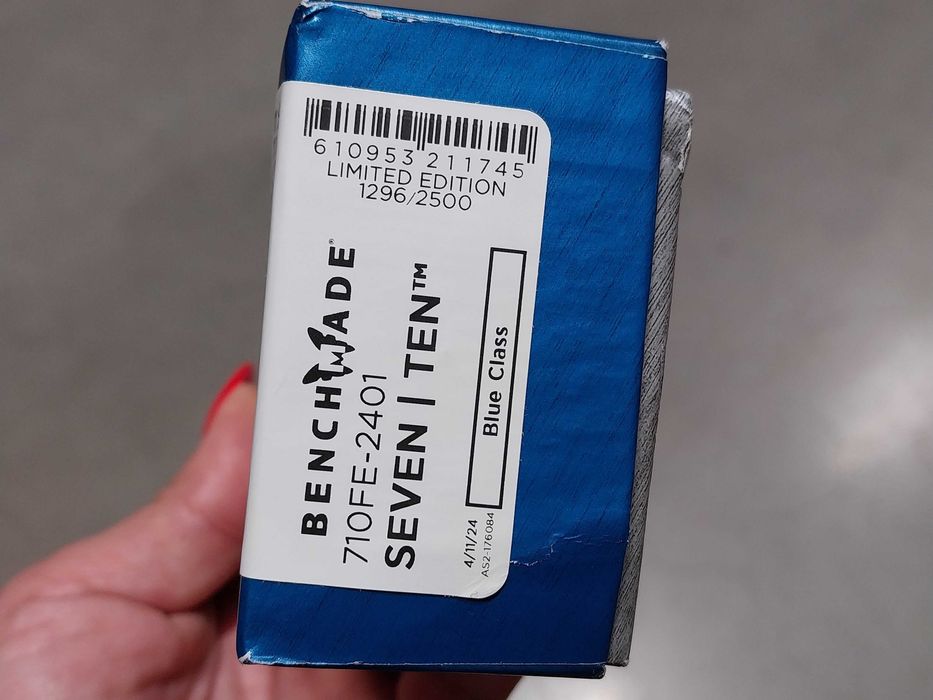 610953 211745
LIMITED EDITION
1296/2500
BENCHMADE®
710FE-2401
SEVEN | TEN™
Blue Class
4/11/24
AS2-176084